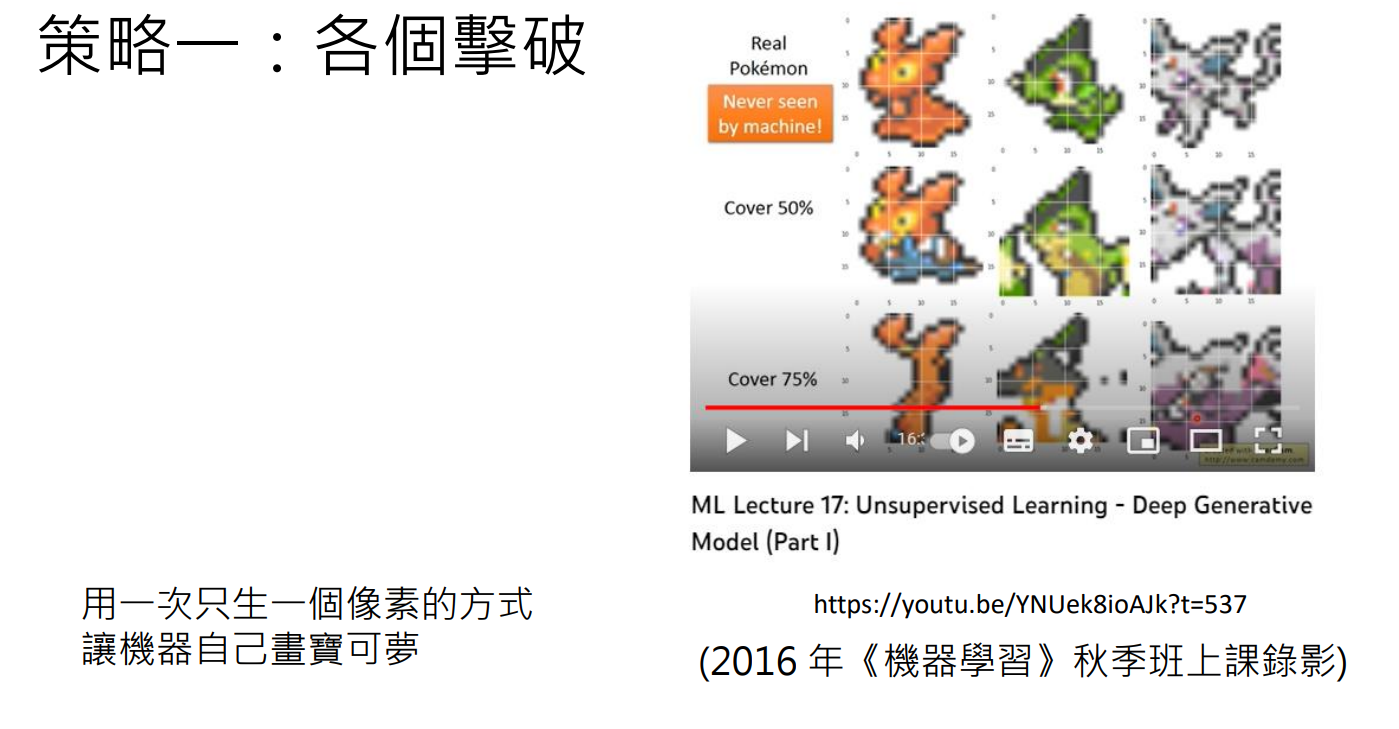 策略一：各個擊破
Real
Pokémon
Never seen
by machine!
Cover 50%
Cover 75%
ML Lecture 17: Unsupervised Learning - Deep Generative
Model (Part I)
用一次只生一個像素的方式
讓機器自己畫寶可夢
https://youtu.be/YNUek8ioAJk?t=537
(2016 年《機器學習》秋季班上課錄影)